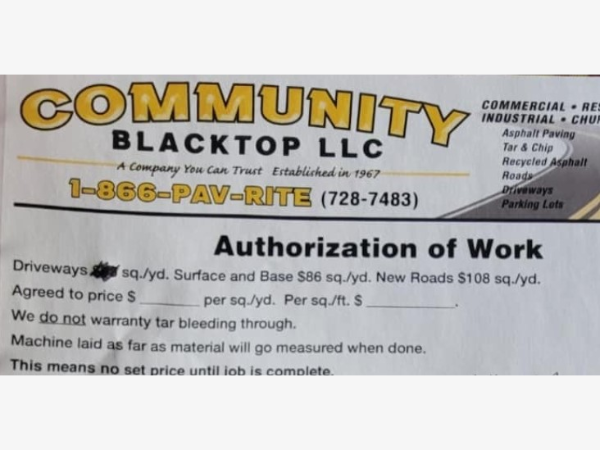 COMMUNITY
BLACKTOP LLC
A Company You Can Trust Established in 1967
1-866-PAV-RITE (728-7483)
COMMERCIAL •
INDUSTRIAL •
Asphalt Paving
Tar & Chip
Recycled Asphalt
Roads
Driveways
Parking Lots
Authorization of Work
Driveways sq./yd. Surface and Base $86 sq./yd. New Roads $108 sq./yd.
Agreed to price $ ________ per sq./yd. Per sq./ft. $ ____________.
We do not warranty tar bleeding through.
Machine laid as far as material will go measured when done.
This means no set price until job is complete.